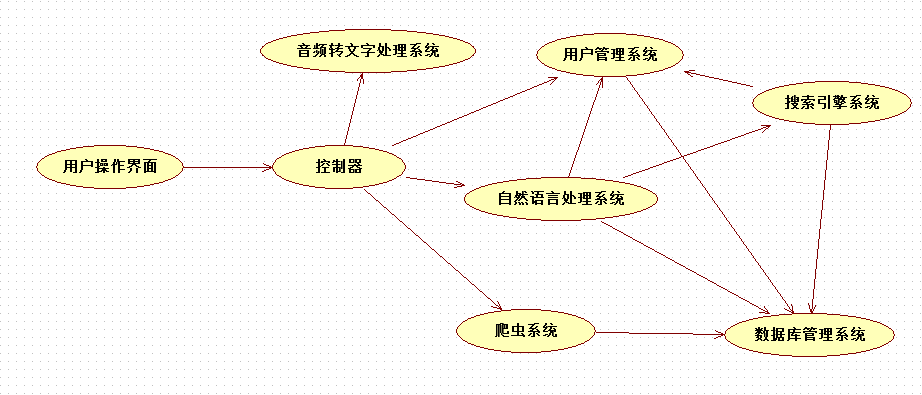 音频转文字处理系统
用户管理系统
搜索引擎系统
用户操作界面
控制器
自然语言处理系统
爬虫系统
数据库管理系统